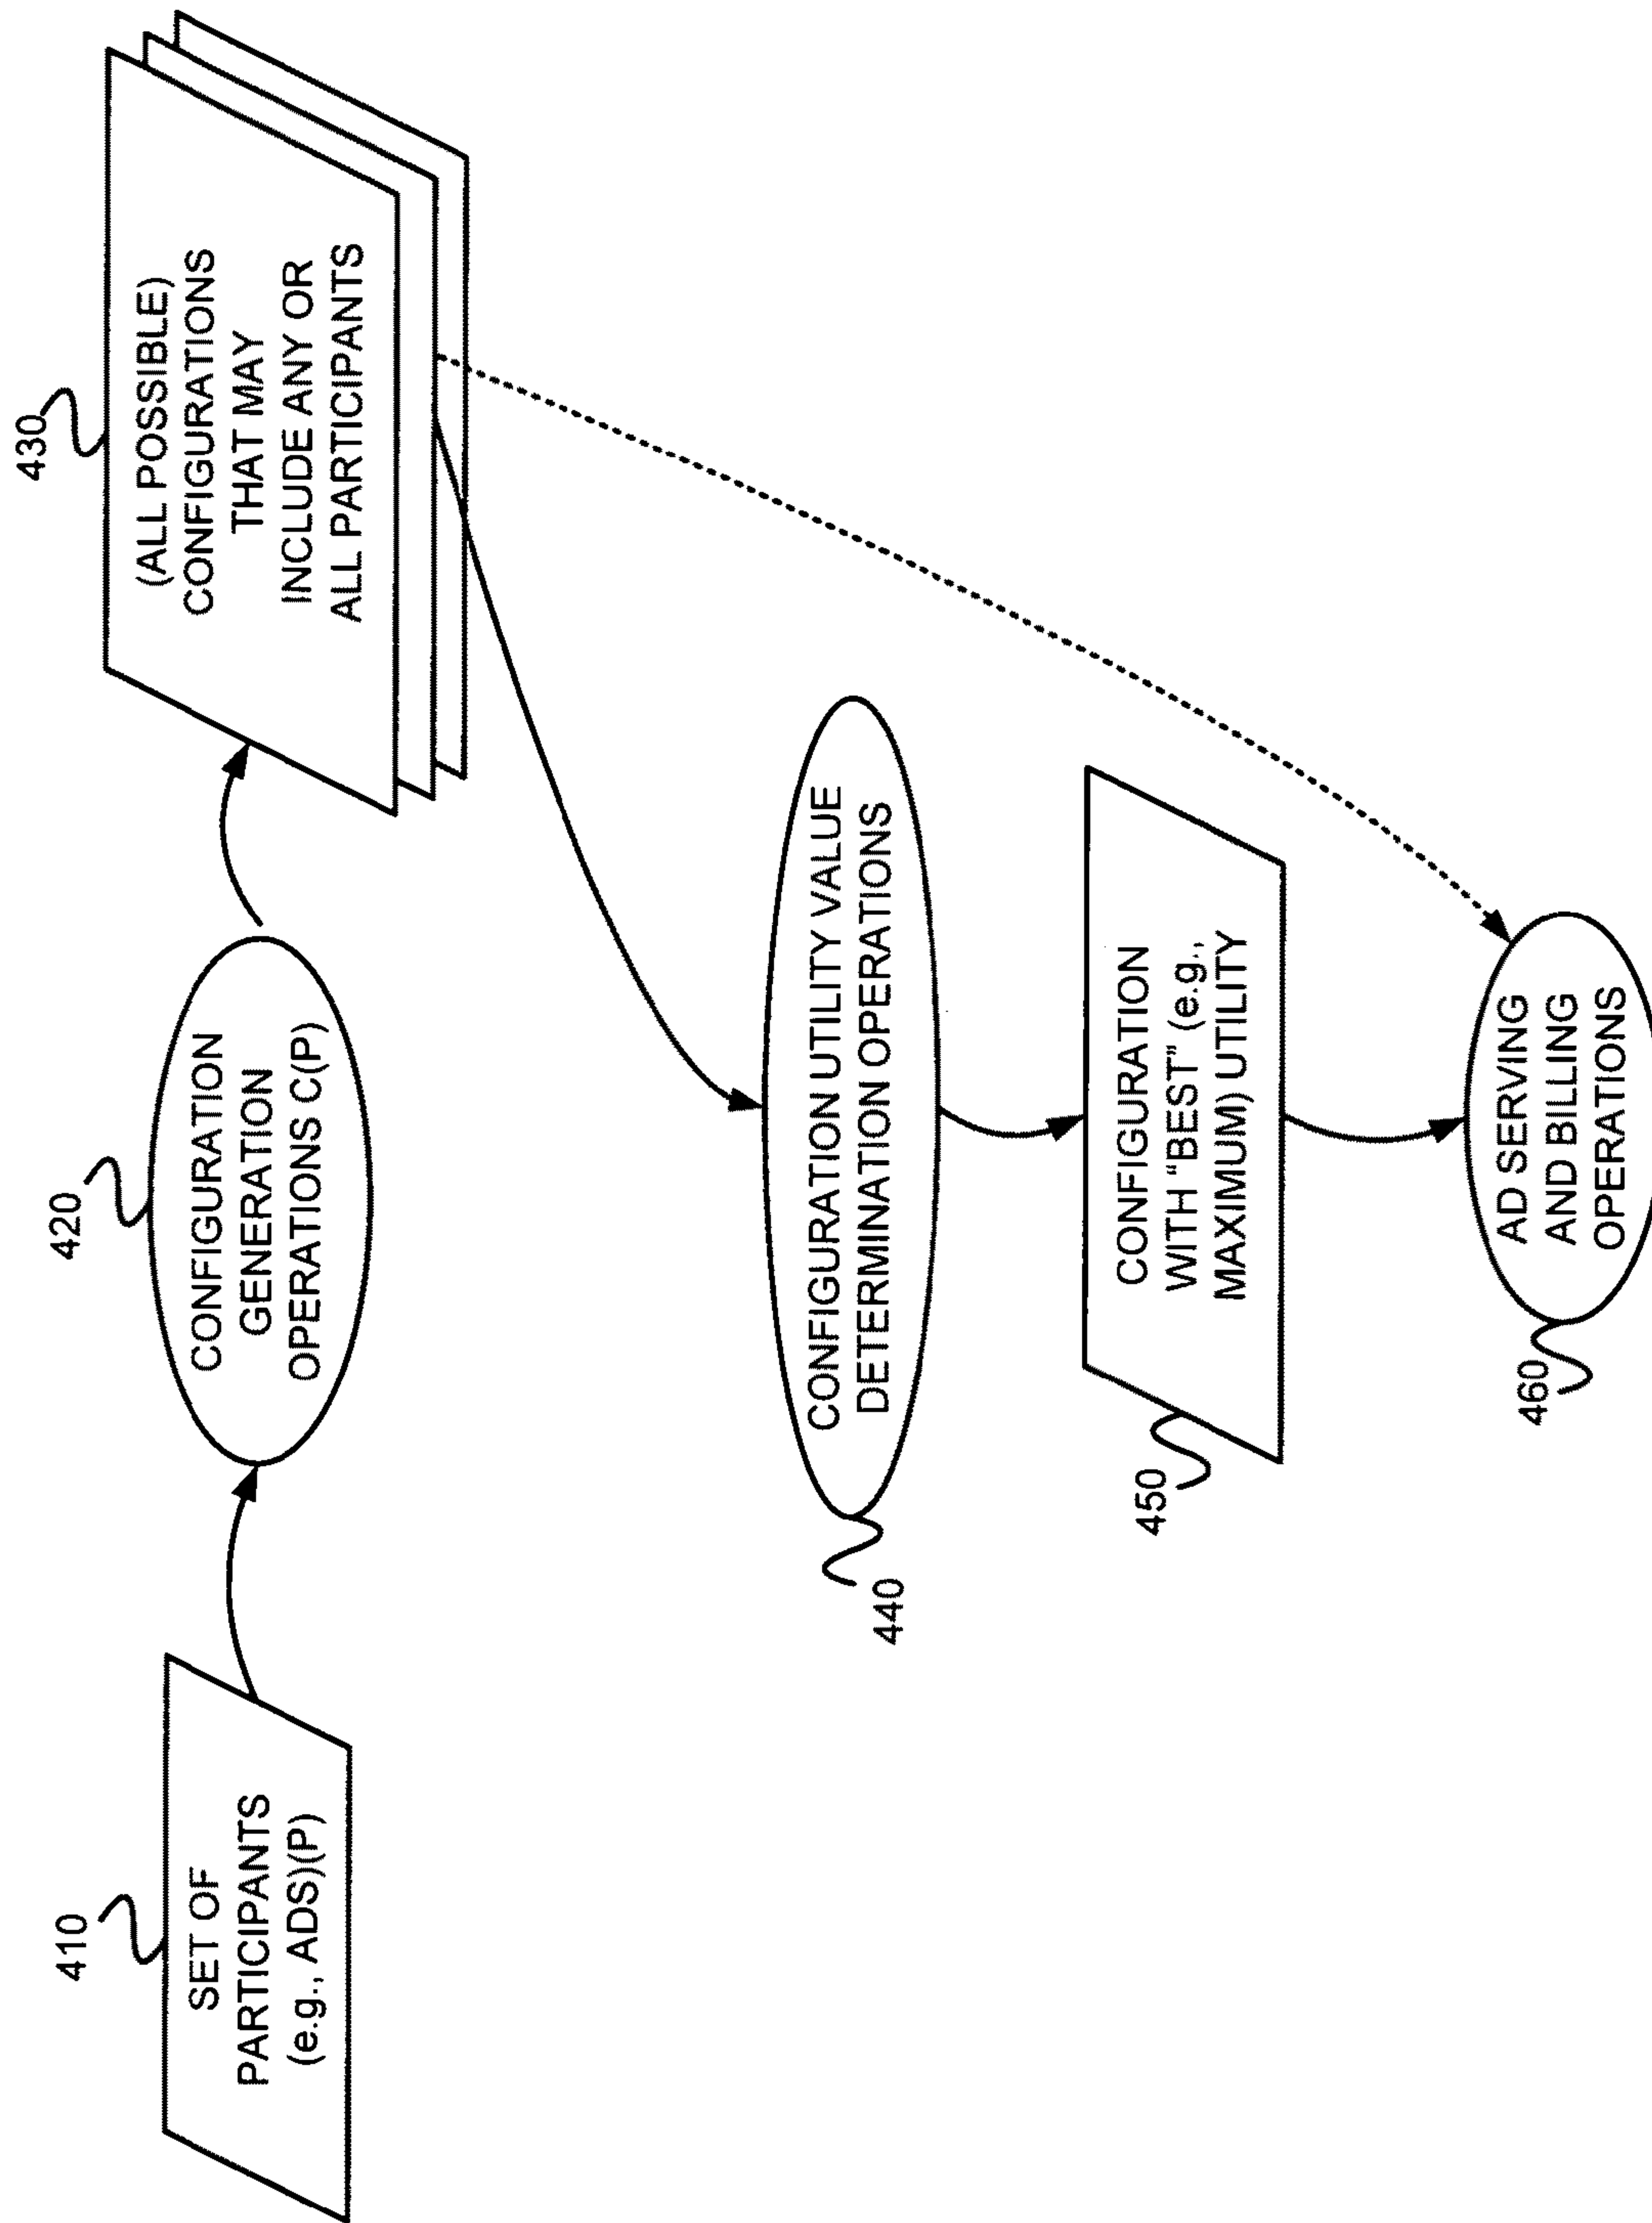 410
SET OF
PARTICIPANTS
(e.g., ADS)(P)
420
CONFIGURATION
GENERATION
OPERATIONS C(P)
430
(ALL POSSIBLE)
CONFIGURATIONS
THAT MAY
INCLUDE ANY OR
ALL PARTICIPANTS
440
CONFIGURATION UTILITY VALUE
DETERMINATION OPERATIONS
450
CONFIGURATION
WITH "BEST" (e.g.,
MAXIMUM) UTILITY
460
AD SERVING
AND BILLING
OPERATIONS